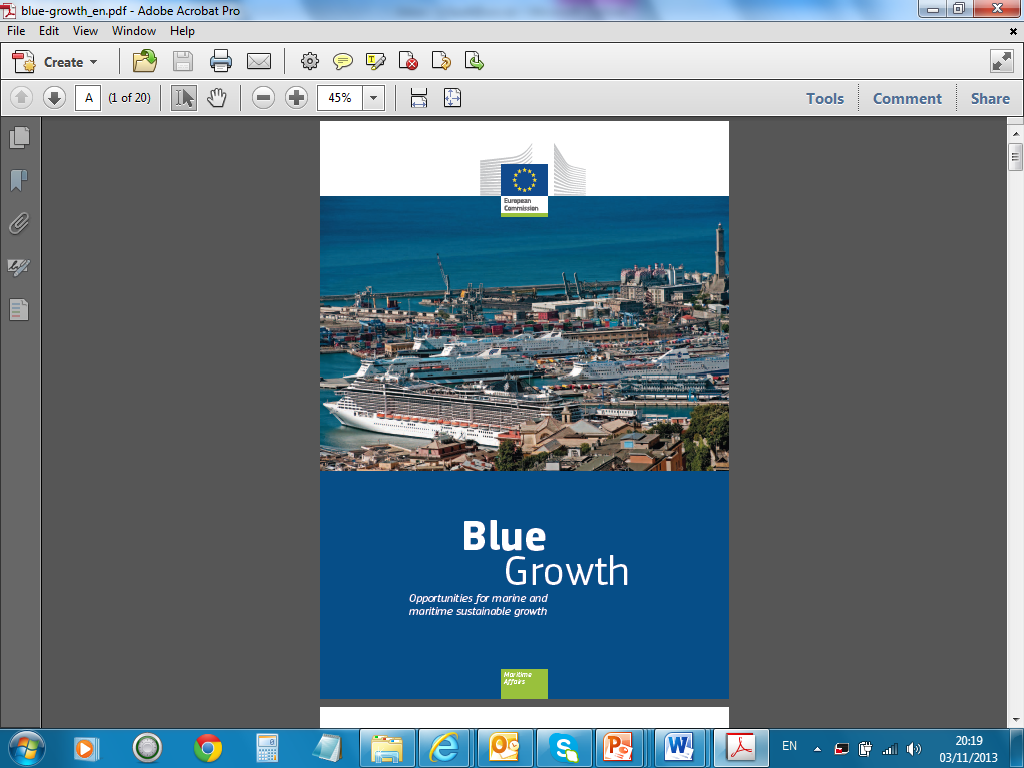 blue-growth_en.pdf - Adobe Acrobat Pro
File Edit View Window Help
Create
A (1 of 20) 45% Tools Comment Share
European
Commission
Blue
Growth
Opportunities for marine and
maritime sustainable growth
Maritime
Affairs
EN 20:19
03/11/2013